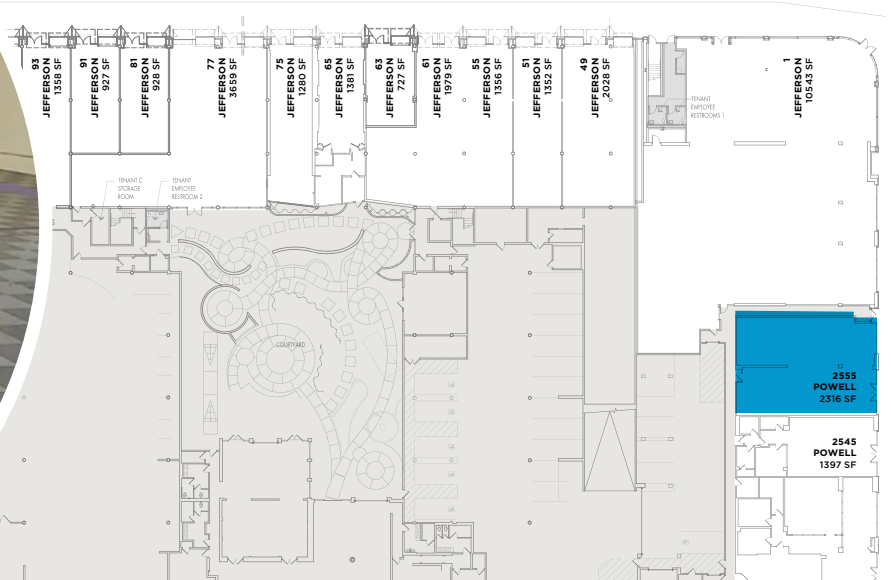 93
JEFFERSON
1358 SF
91
JEFFERSON
927 SF
81
JEFFERSON
928 SF
77
JEFFERSON
3659 SF
75
JEFFERSON
1280 SF
65
JEFFERSON
1381 SF
63
JEFFERSON
727 SF
61
JEFFERSON
1979 SF
55
JEFFERSON
1356 SF
51
JEFFERSON
1352 SF
49
JEFFERSON
2028 SF
1
JEFFERSON
10543 SF
TENANT
EMPLOYEE
RESTROOMS 1
TENANT C
STORAGE
ROOM
TENANT
EMPLOYEE
RESTROOM 2
COURTYARD
2555
POWELL
2316 SF
2545
POWELL
1397 SF